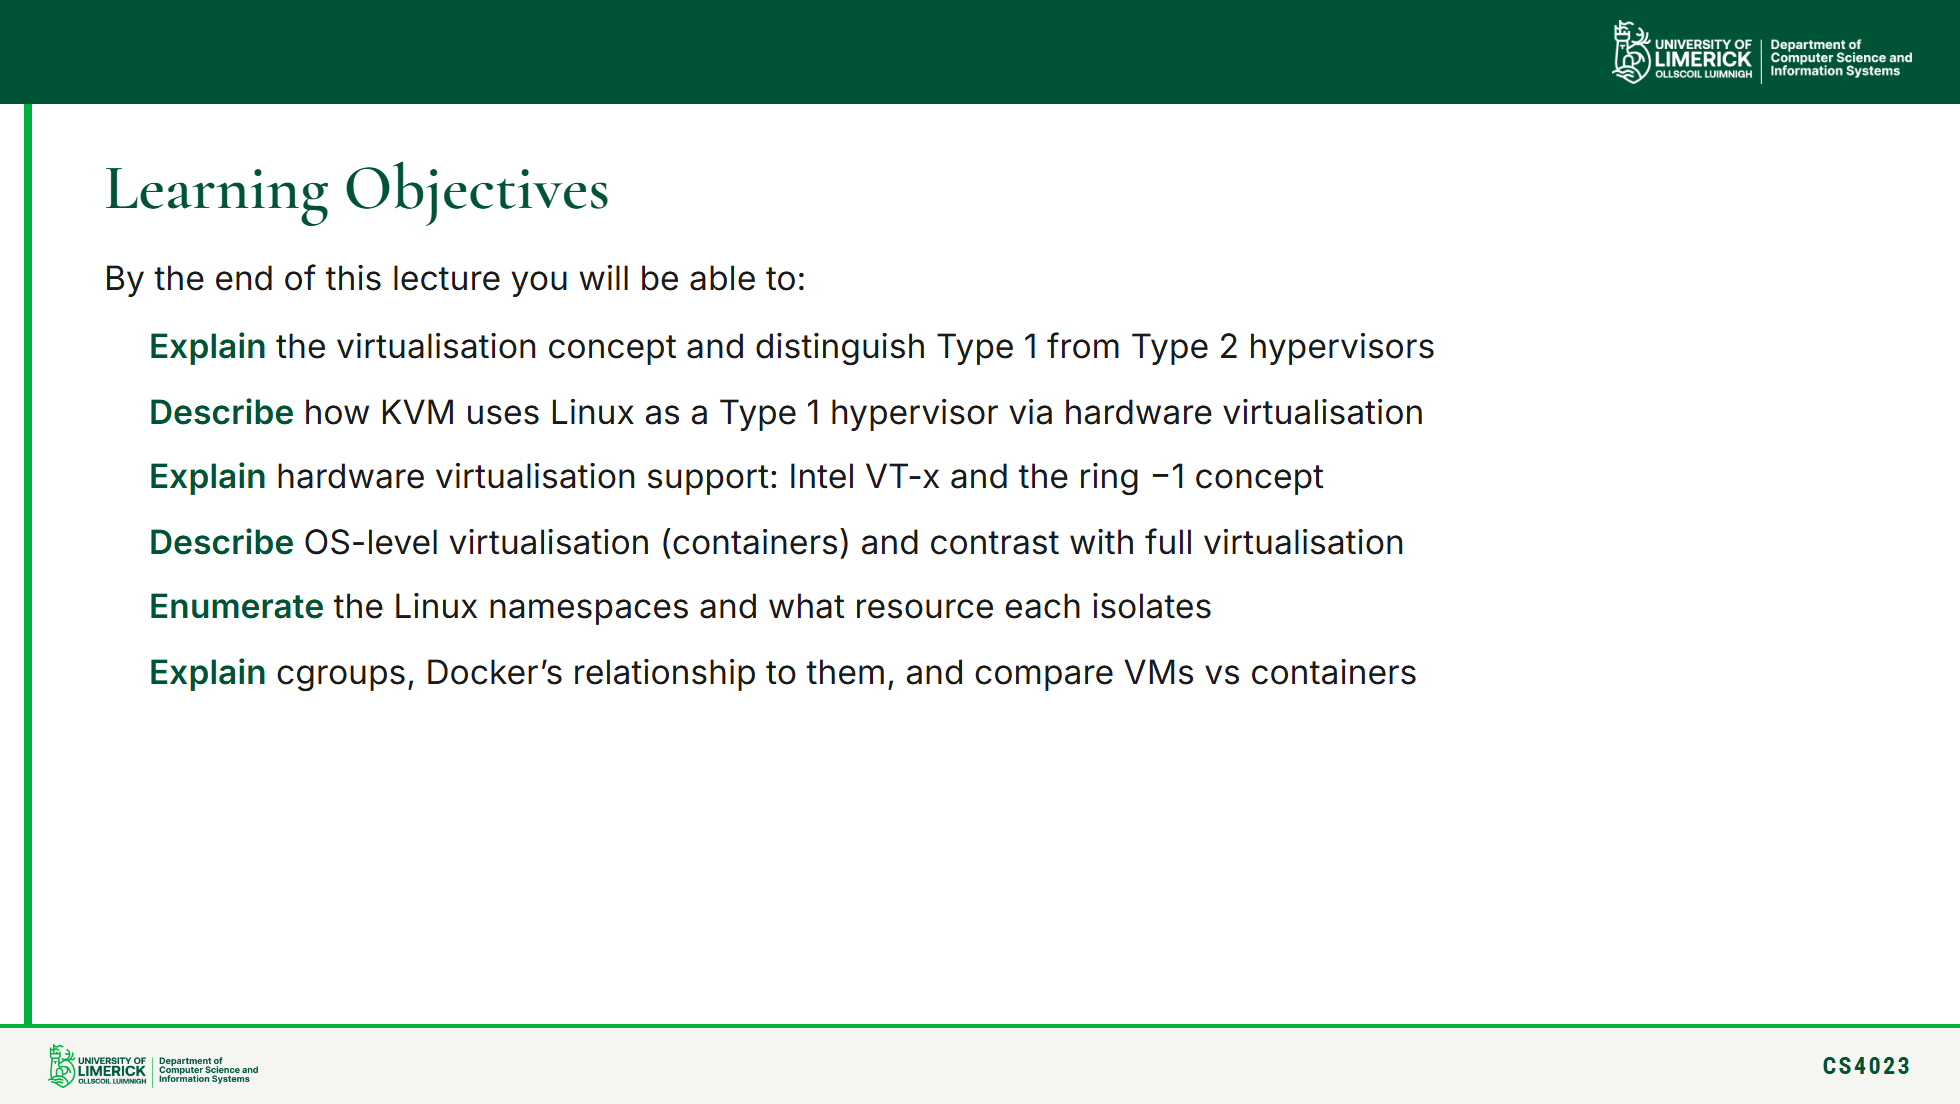 UNIVERSITY OF
LIMERICK
OLLSCOIL LUIMNIGH
Department of
Computer Science and
Information Systems
Learning Objectives
By the end of this lecture you will be able to:
Explain the virtualisation concept and distinguish Type 1 from Type 2 hypervisors
Describe how KVM uses Linux as a Type 1 hypervisor via hardware virtualisation
Explain hardware virtualisation support: Intel VT-x and the ring −1 concept
Describe OS-level virtualisation (containers) and contrast with full virtualisation
Enumerate the Linux namespaces and what resource each isolates
Explain cgroups, Docker’s relationship to them, and compare VMs vs containers
UNIVERSITY OF
LIMERICK
OLLSCOIL LUIMNIGH
Department of
Computer Science and
Information Systems
CS4023